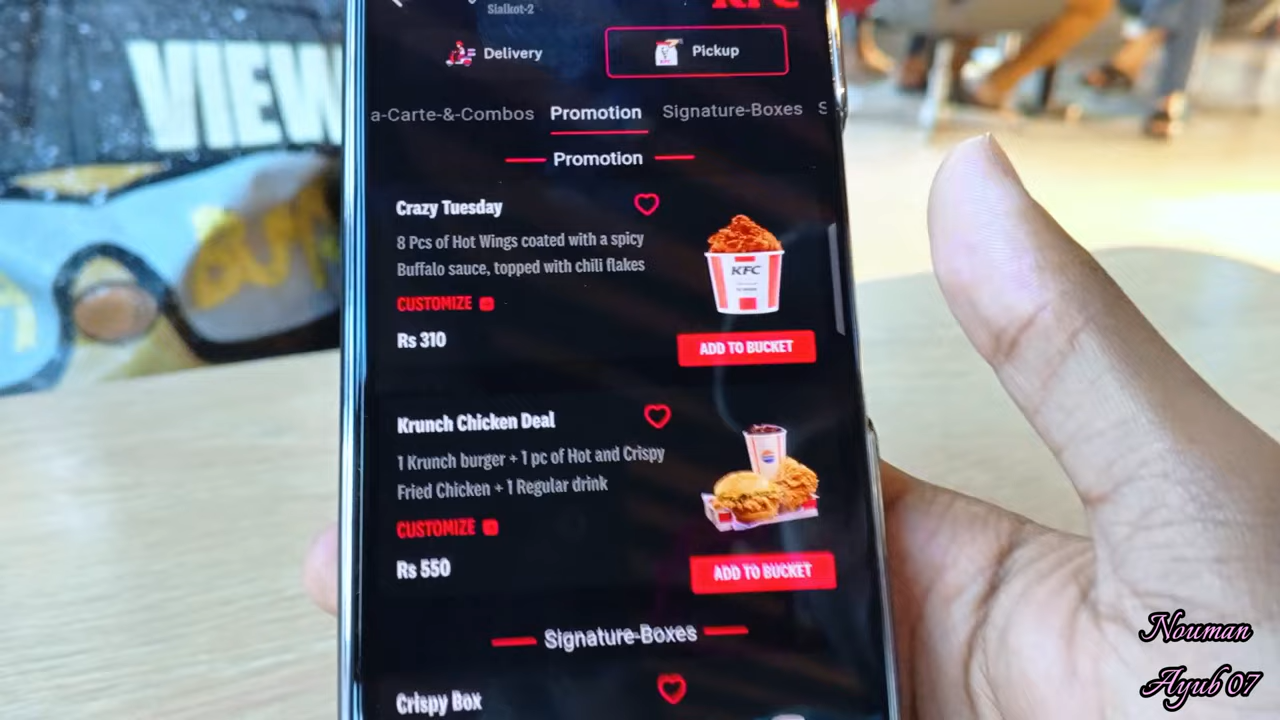 VIEW
Sialkot-2
KFC
Delivery
Pickup
a-Carte-&-Combos Promotion Signature-Boxes S
Promotion
Crazy Tuesday
8 Pcs of Hot Wings coated with a spicy
Buffalo sauce, topped with chili flakes
CUSTOMIZE
Rs 310
KFC
ADD TO BUCKET
Krunch Chicken Deal
1 Krunch burger + 1 pc of Hot and Crispy
Fried Chicken + 1 Regular drink
CUSTOMIZE
Rs 550
ADD TO BUCKET
Signature-Boxes
Crispy Box
Nouman
Ayub 07